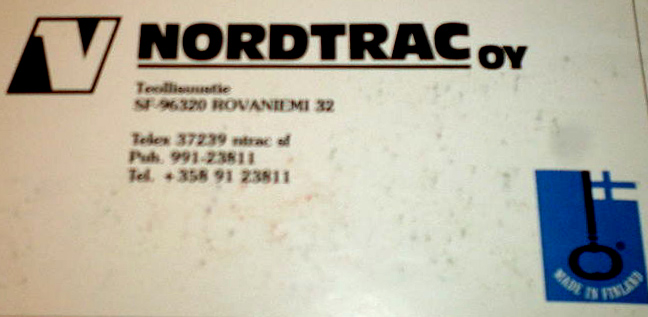 NORDTRAC OY
Teollisuustie
SF-96320 ROVANIEMI 32
Telex 37239 ntrac sf
Puh. 991-23811
Tel. +358 91 23811
MADE IN FINLAND